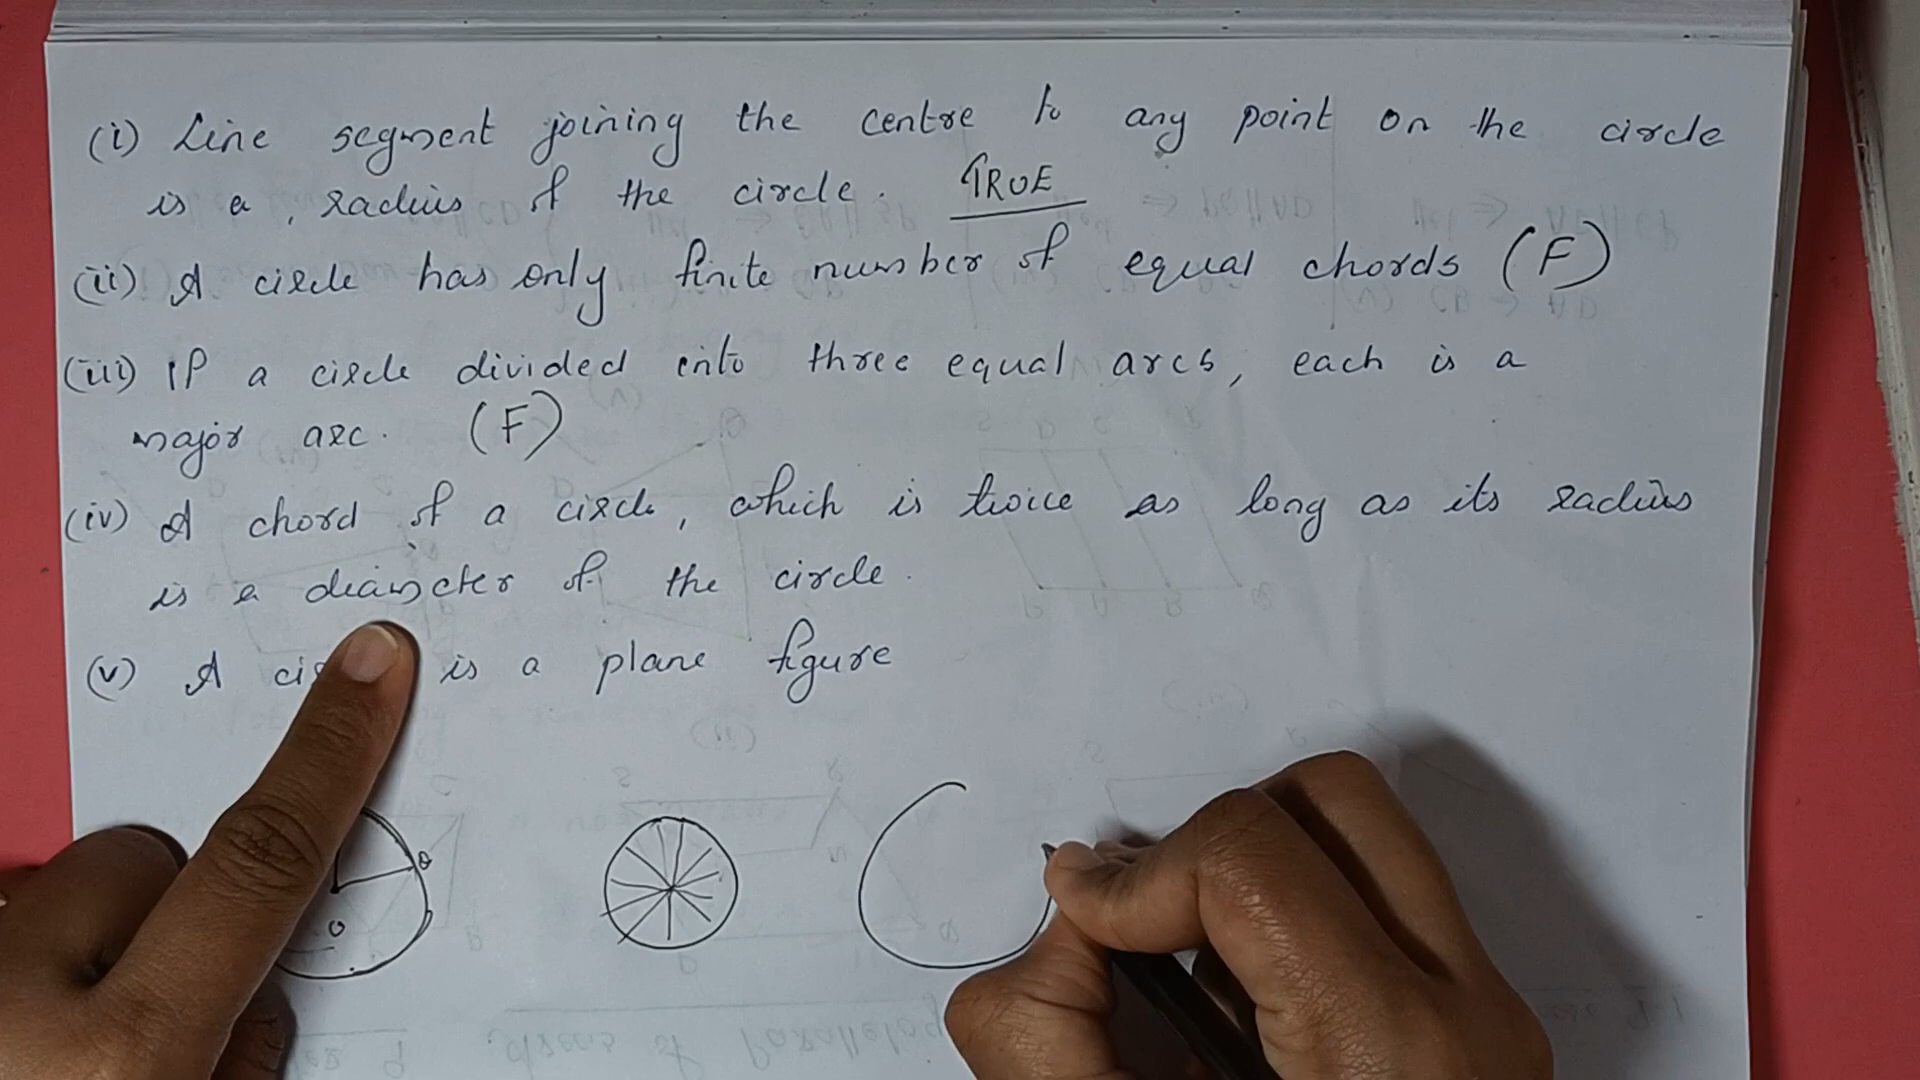 (i) Line segment joining the centre to any point on the circle
is a radius of the circle. TRUE
(ii) A circle has only finite number of equal chords (F)
(iii) If a circle divided into three equal arcs, each is a
major arc. (F)
(iv) A chord of a circle, which is twice as long as its radius
is a diameter of the circle.
(v) A is a plane figure
O